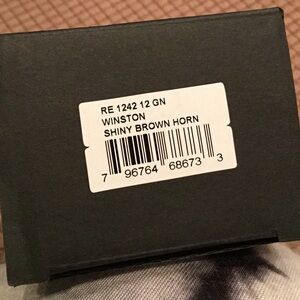 RE 1242 12 GN
WINSTON
SHINY BROWN HORN
7 96764 68673 3